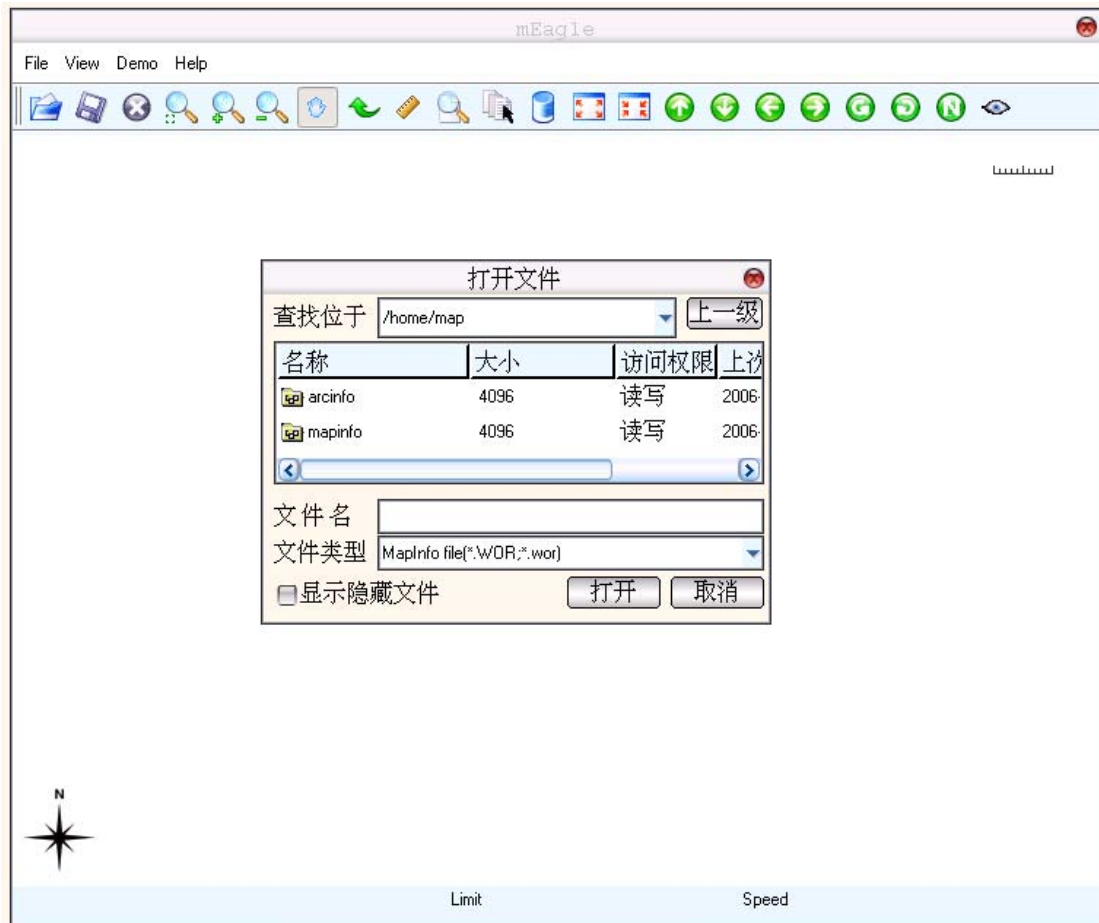 mEagle
File View Demo Help
G N
打开文件
查找位于 /home/map 上一级
名称 大小 访问权限 上次
arcinfo 4096 读写 2006-
mapinfo 4096 读写 2006-
文件名
文件类型 MapInfo file(*.WOR;*.wor)
显示隐藏文件 打开 取消
N
Limit Speed